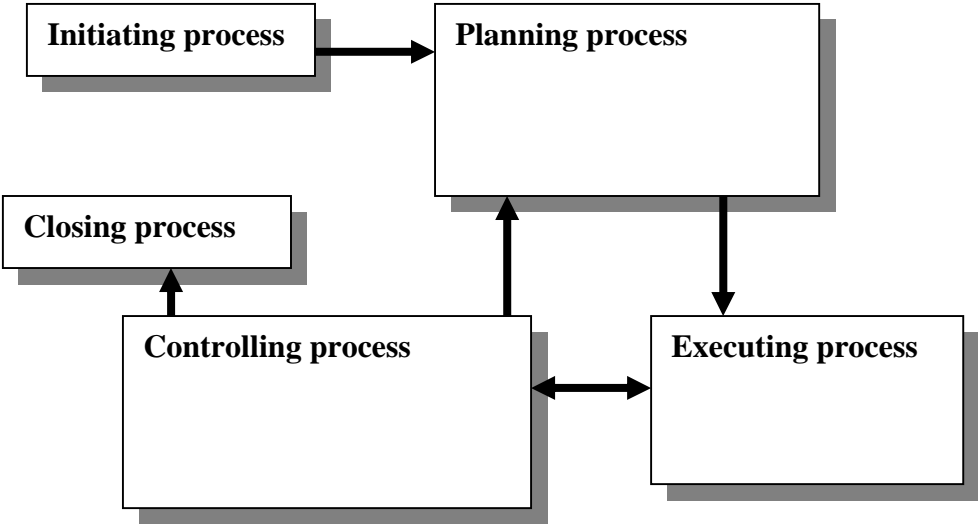 Initiating process
Planning process
Closing process
Controlling process
Executing process